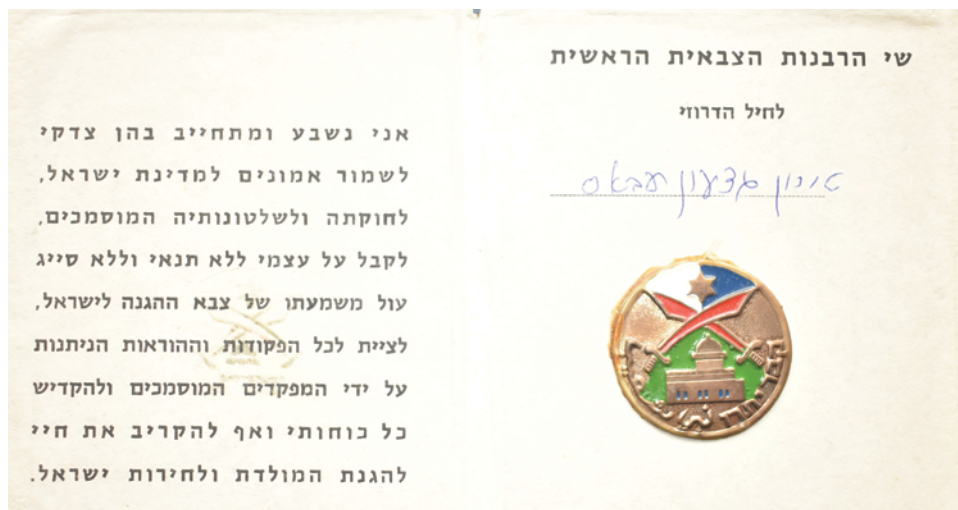 שי הרבנות הצבאית הראשית
לחיל הדרוזי
גדעון עבאס
אני נשבע ומתחייב בהן צדקי
לשמור אמונים למדינת ישראל,
לחוקתה ולשלטונותיה המוסמכים,
לקבל על עצמי ללא תנאי וללא סייג
עול משמעתו של צבא ההגנה לישראל,
לציית לכל הפקודות וההוראות הניתנות
על ידי המפקדים המוסמכים ולהקדיש
כל כוחותי ואף להקריב את חיי
להגנת המולדת ולחירות ישראל.